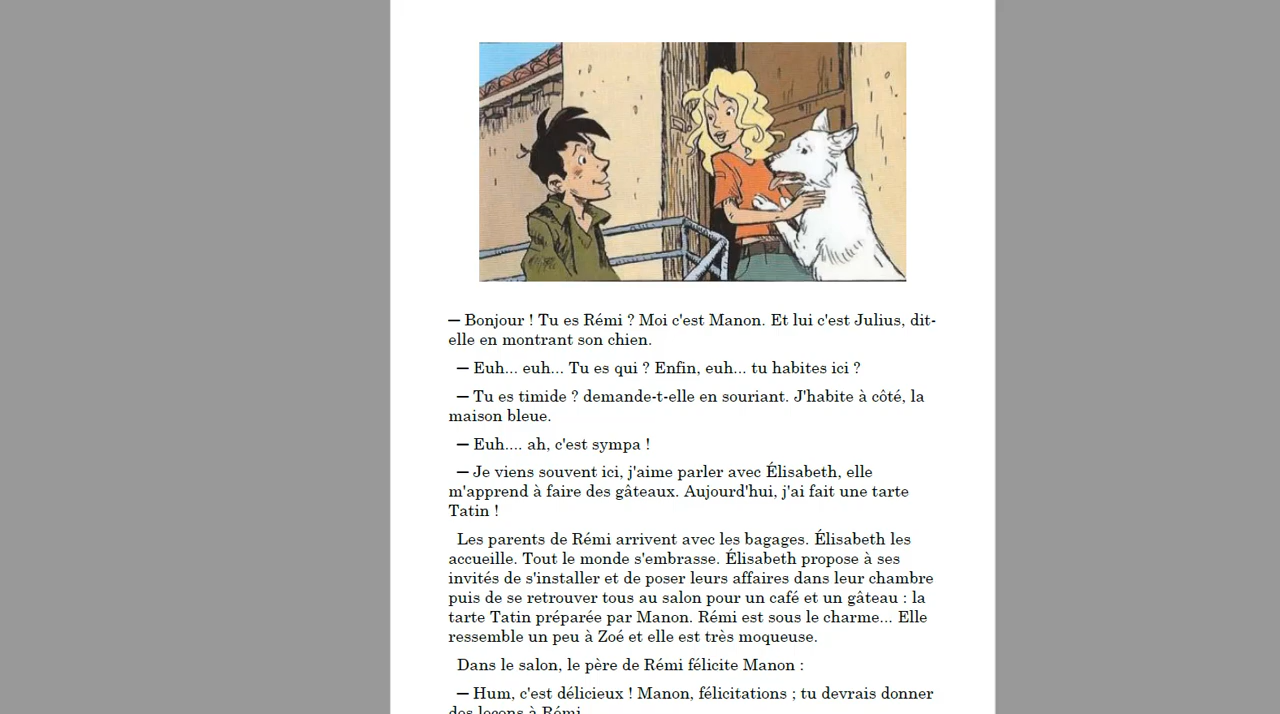 — Bonjour ! Tu es Rémi ? Moi c'est Manon. Et lui c'est Julius, dit-
elle en montrant son chien.
— Euh... euh... Tu es qui ? Enfin, euh... tu habites ici ?
— Tu es timide ? demande-t-elle en souriant. J'habite à côté, la
maison bleue.
— Euh.... ah, c'est sympa !
— Je viens souvent ici, j'aime parler avec Élisabeth, elle
m'apprend à faire des gâteaux. Aujourd'hui, j'ai fait une tarte
Tatin !
Les parents de Rémi arrivent avec les bagages. Élisabeth les
accueille. Tout le monde s'embrasse. Élisabeth propose à ses
invités de s'installer et de poser leurs affaires dans leur chambre
puis de se retrouver tous au salon pour un café et un gâteau : la
tarte Tatin préparée par Manon. Rémi est sous le charme... Elle
ressemble un peu à Zoé et elle est très moqueuse.
Dans le salon, le père de Rémi félicite Manon :
— Hum, c'est délicieux ! Manon, félicitations ; tu devrais donner
des leçons à Rémi.